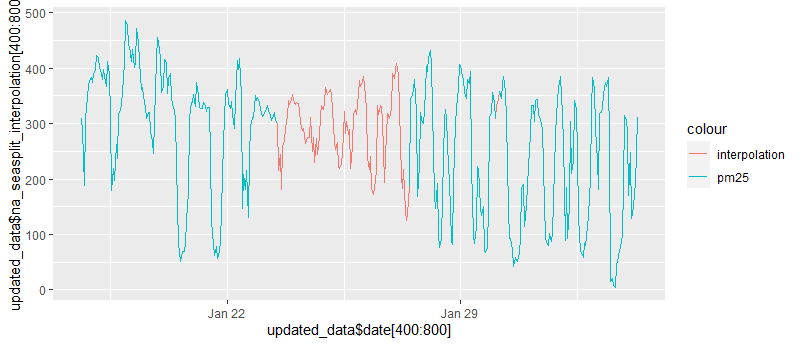 updated_data$na_seasplit_interpolation[400:800]
500
400
300
200
100
0
Jan 22
Jan 29
updated_data$date[400:800]
colour
interpolation
pm25